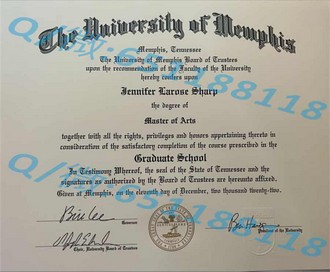 The University of Memphis
Memphis, Tennessee
The University of Memphis Board of Trustees
upon the recommendation of the Faculty of the University
hereby confers upon
Jennifer Larose Sharp
the degree of
Master of Arts
together with all the rights, privileges and honors appertaining thereto in
consideration of the satisfactory completion of the course prescribed in the
Graduate School
In Testimony Whereof, the seal of the State of Tennessee and the
signatures as authorized by the Board of Trustees are hereunto affixed.
Given at Memphis, on the eleventh day of December, two thousand twenty-two.
Bill Lee
Governor
President of the University
Chair, University Board of Trustees